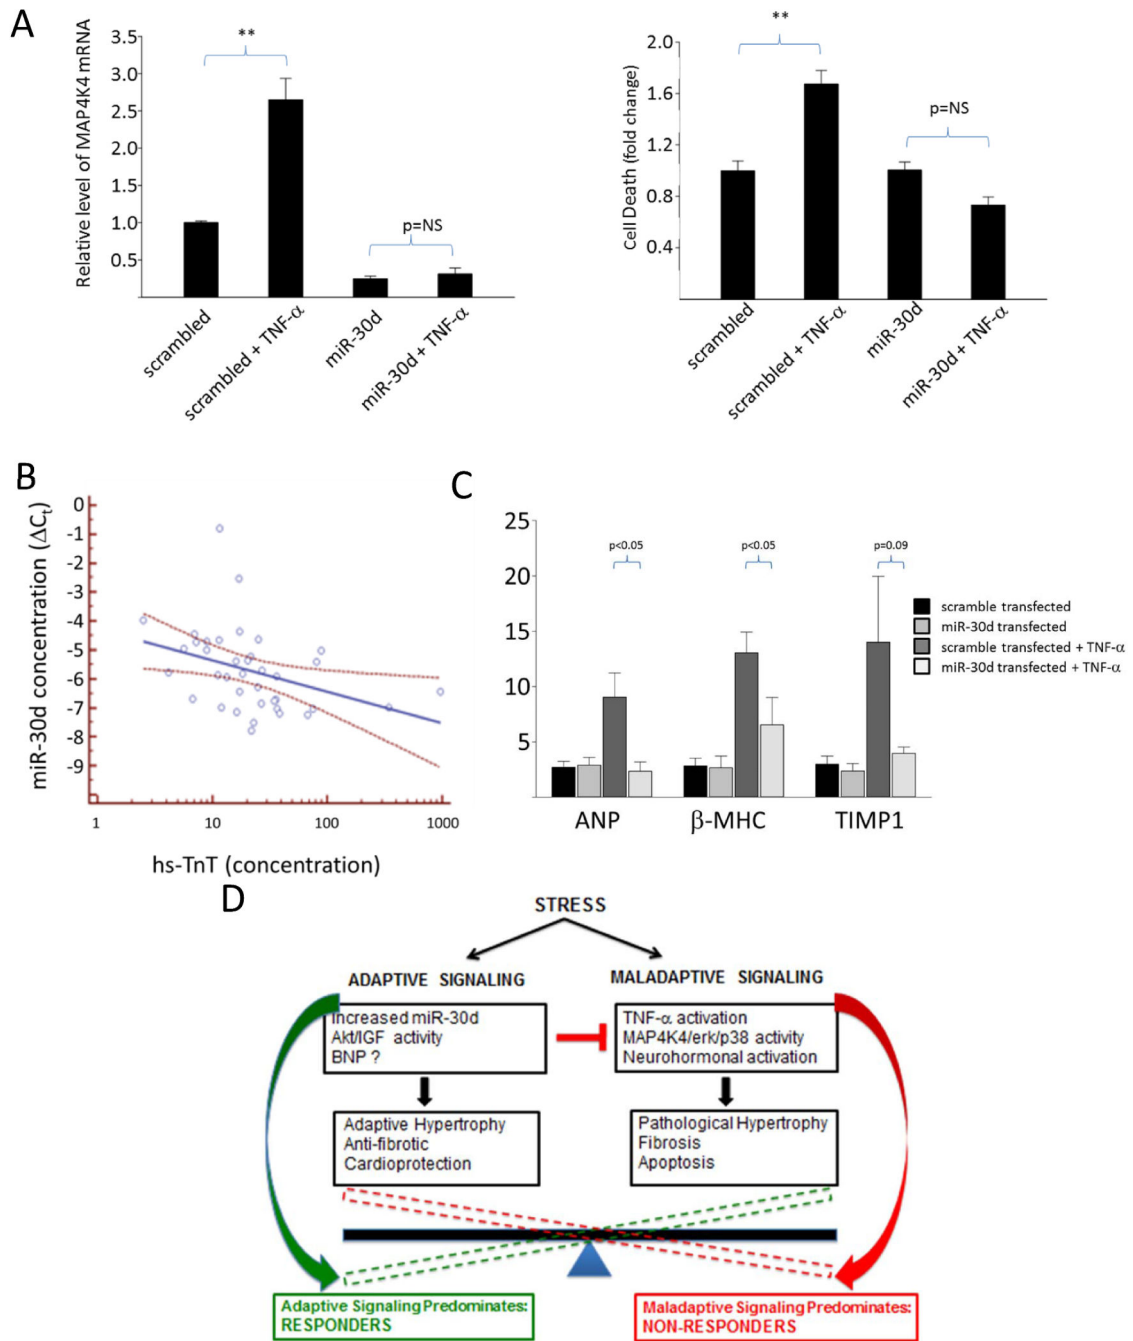 A
Relative level of MAP4K4 mRNA
3.5
3.0
2.5
2.0
1.5
1.0
0.5
**
p=NS
scrambled
scrambled + TNF-α
miR-30d
miR-30d + TNF-α
Cell Death (fold change)
2.0
1.6
1.2
0.8
0.4
**
p=NS
scrambled
scrambled + TNF-α
miR-30d
miR-30d + TNF-α
B
miR-30d concentration (ΔCt)
0
-1
-2
-3
-4
-5
-6
-7
-8
-9
1
10
100
1000
hs-TnT (concentration)
C
25
20
15
10
5
p<0.05
p<0.05
p=0.09
ANP
β-MHC
TIMP1
scramble transfected
miR-30d transfected
scramble transfected + TNF-α
miR-30d transfected + TNF-α
D
STRESS
ADAPTIVE SIGNALING
Increased miR-30d
Akt/IGF activity
BNP ?
Adaptive Hypertrophy
Anti-fibrotic
Cardioprotection
MALADAPTIVE SIGNALING
TNF-α activation
MAP4K4/erk/p38 activity
Neurohormonal activation
Pathological Hypertrophy
Fibrosis
Apoptosis
Adaptive Signaling Predominates:
RESPONDERS
Maladaptive Signaling Predominates:
NON-RESPONDERS